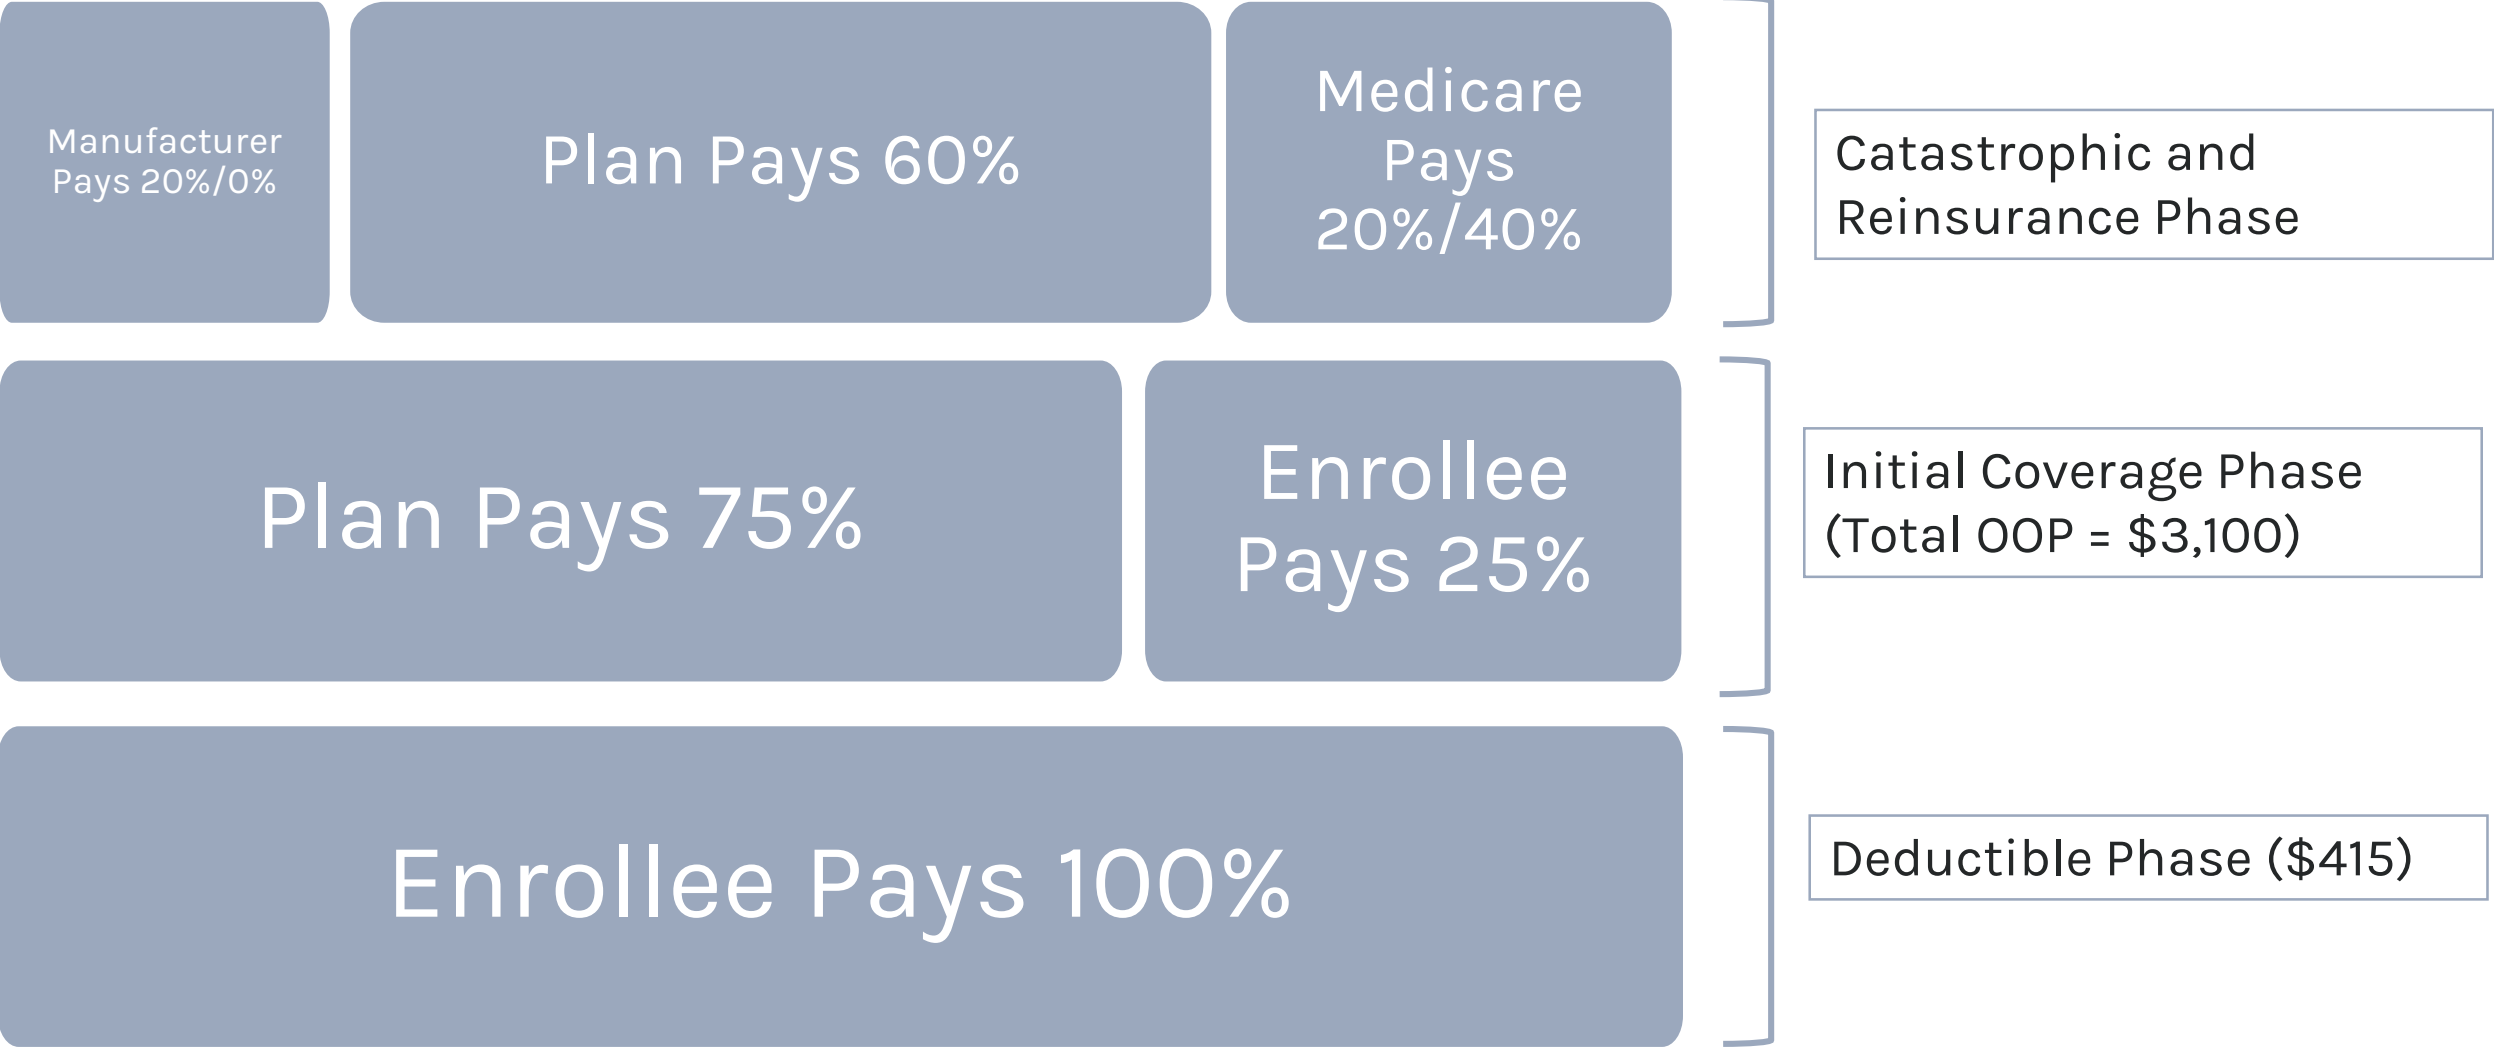 Manufacturer
Pays 20%/0%
Plan Pays 60%
Medicare
Pays
20%/40%
Catastrophic and
Reinsurance Phase
Plan Pays 75%
Enrollee
Pays 25%
Initial Coverage Phase
(Total OOP = $3,100)
Enrollee Pays 100%
Deductible Phase ($415)